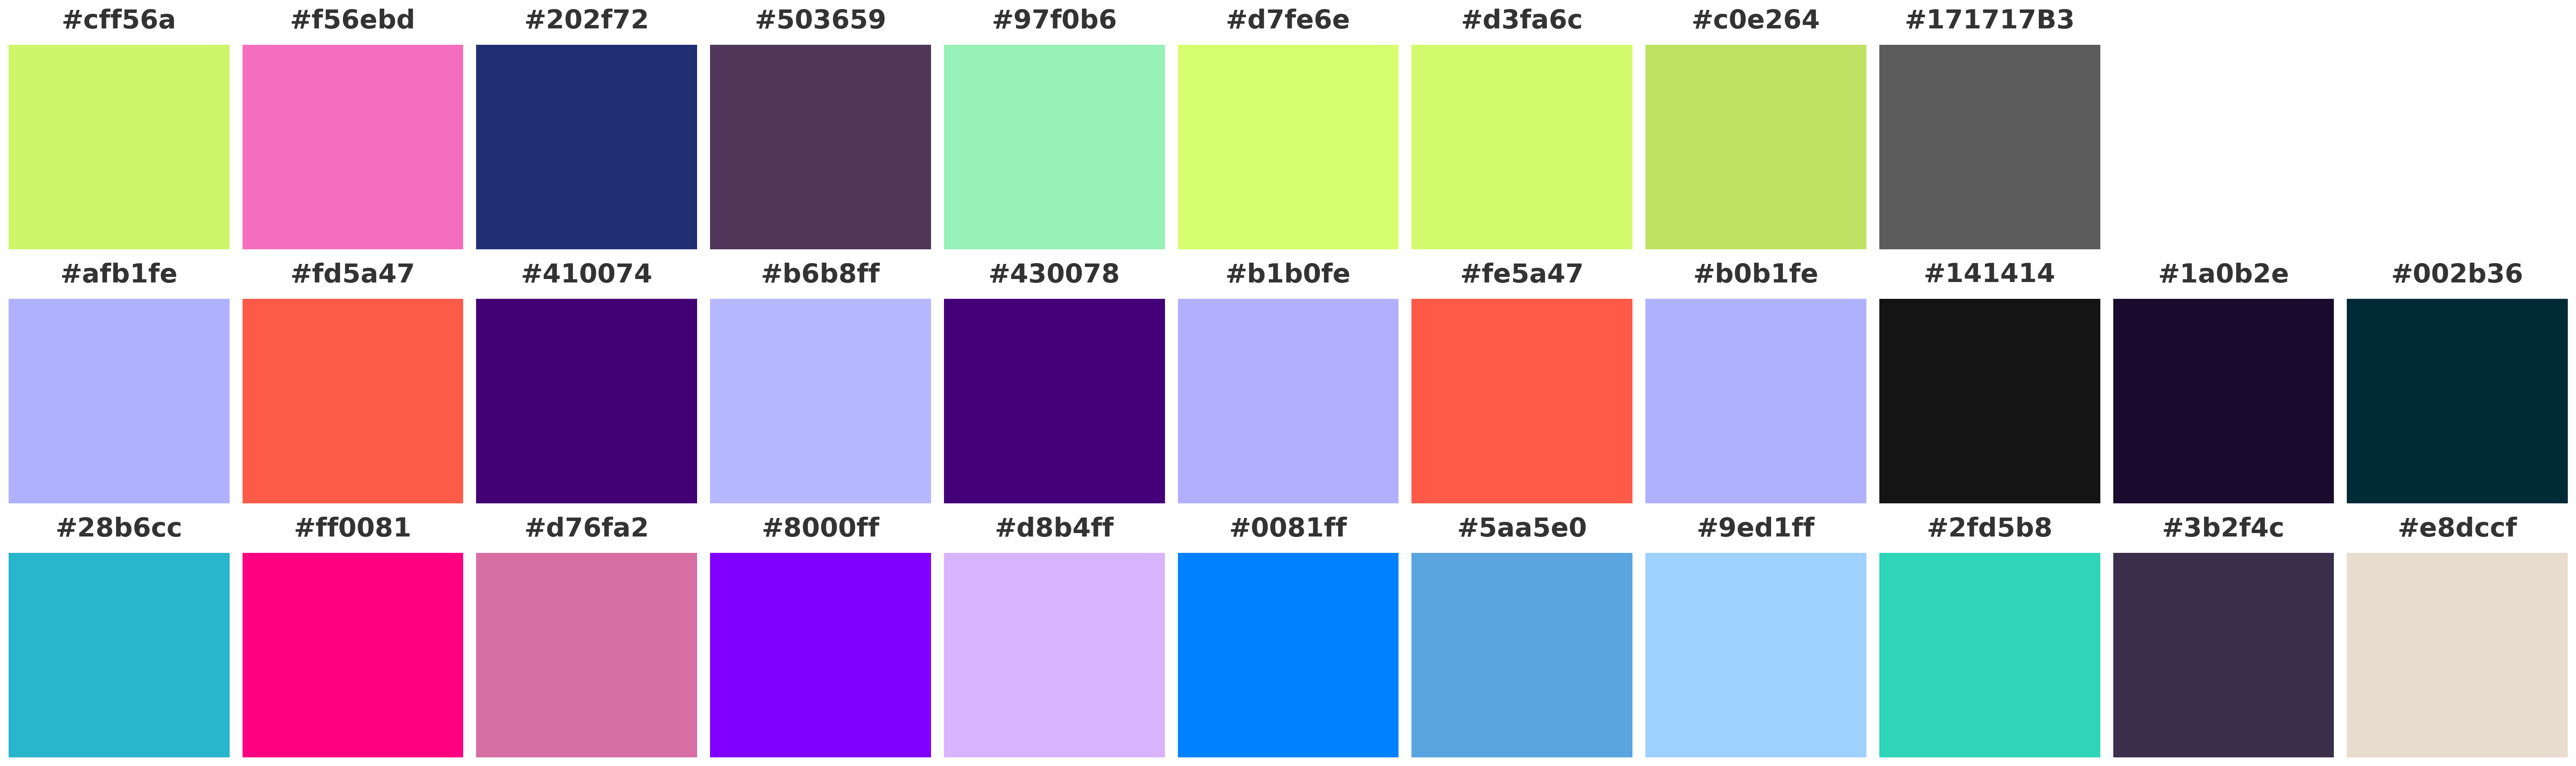 #cff56a #f56ebd #202f72 #503659 #97f0b6 #d7fe6e #d3fa6c #c0e264 #171717B3
#afb1fe #fd5a47 #410074 #b6b8ff #430078 #b1b0fe #fe5a47 #b0b1fe #141414 #1a0b2e #002b36
#28b6cc #ff0081 #d76fa2 #8000ff #d8b4ff #0081ff #5aa5e0 #9ed1ff #2fd5b8 #3b2f4c #e8dccf